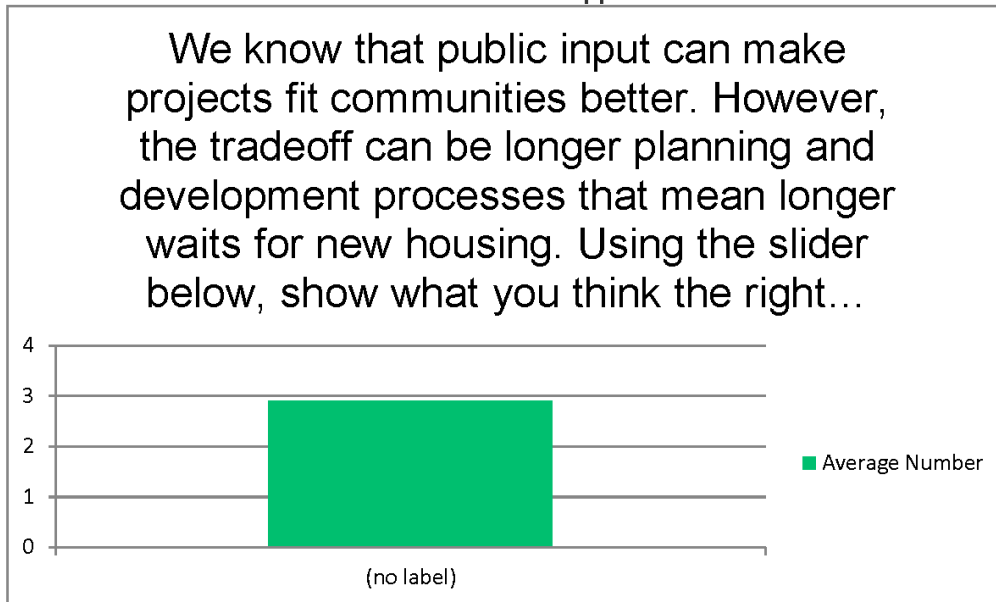 We know that public input can make
projects fit communities better. However,
the tradeoff can be longer planning and
development processes that mean longer
waits for new housing. Using the slider
below, show what you think the right...
4
3
2
1
0
Average Number
(no label)